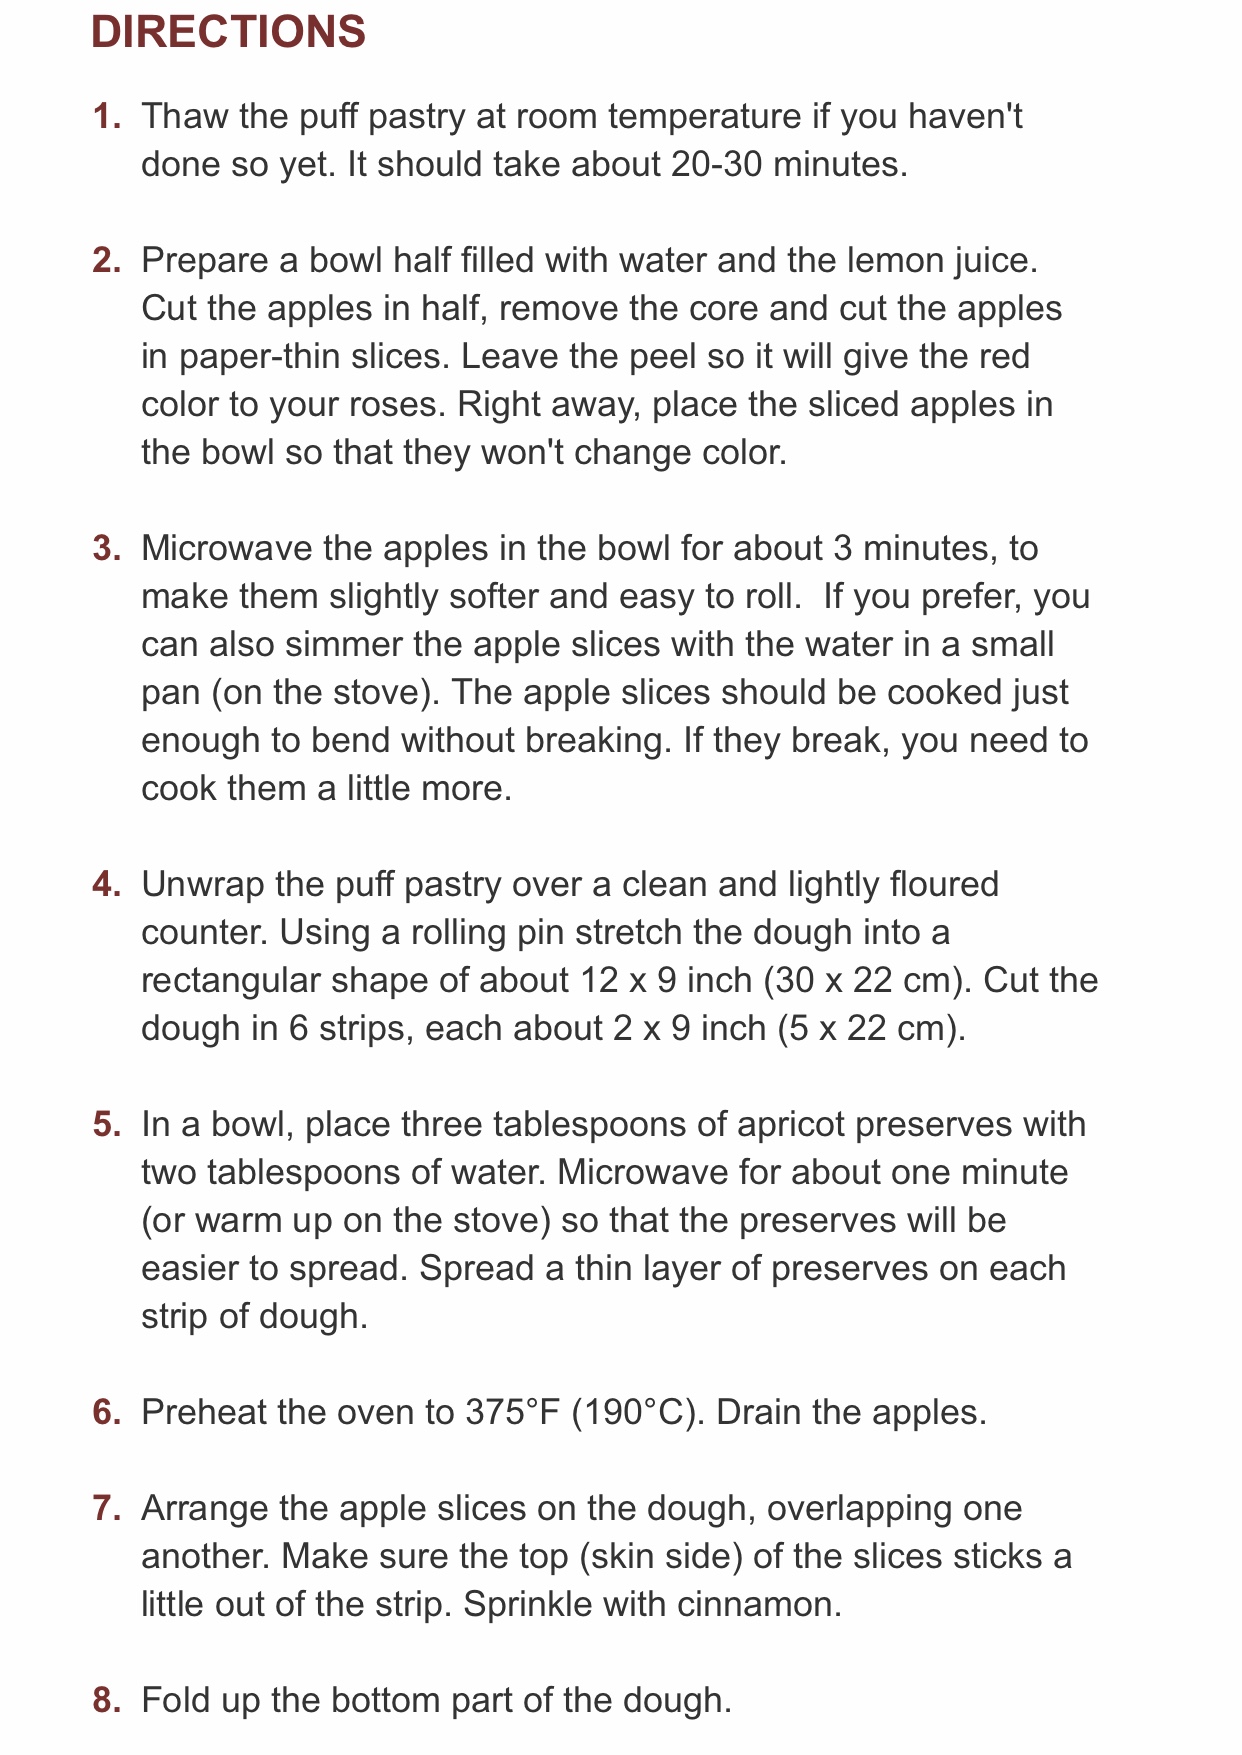 DIRECTIONS
1. Thaw the puff pastry at room temperature if you haven't
done so yet. It should take about 20-30 minutes.
2. Prepare a bowl half filled with water and the lemon juice.
Cut the apples in half, remove the core and cut the apples
in paper-thin slices. Leave the peel so it will give the red
color to your roses. Right away, place the sliced apples in
the bowl so that they won't change color.
3. Microwave the apples in the bowl for about 3 minutes, to
make them slightly softer and easy to roll.  If you prefer, you
can also simmer the apple slices with the water in a small
pan (on the stove). The apple slices should be cooked just
enough to bend without breaking. If they break, you need to
cook them a little more.
4. Unwrap the puff pastry over a clean and lightly floured
counter. Using a rolling pin stretch the dough into a
rectangular shape of about 12 x 9 inch (30 x 22 cm). Cut the
dough in 6 strips, each about 2 x 9 inch (5 x 22 cm).
5. In a bowl, place three tablespoons of apricot preserves with
two tablespoons of water. Microwave for about one minute
(or warm up on the stove) so that the preserves will be
easier to spread. Spread a thin layer of preserves on each
strip of dough.
6. Preheat the oven to 375°F (190°C). Drain the apples.
7. Arrange the apple slices on the dough, overlapping one
another. Make sure the top (skin side) of the slices sticks a
little out of the strip. Sprinkle with cinnamon.
8. Fold up the bottom part of the dough.